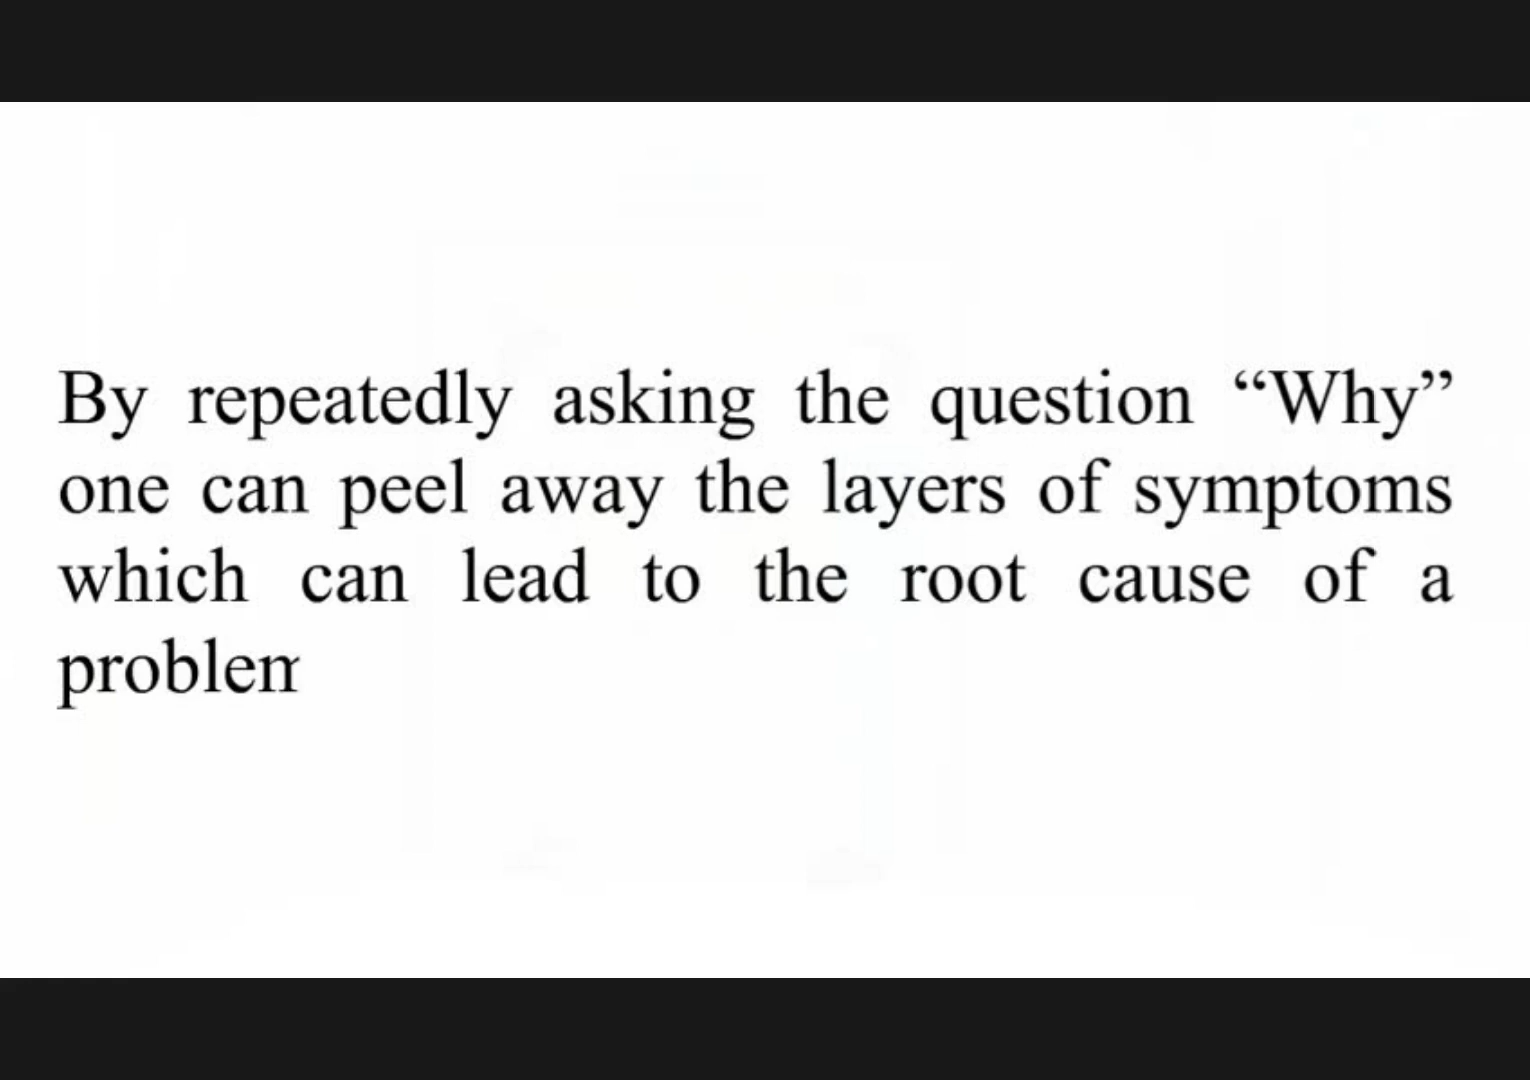 By repeatedly asking the question “Why”
one can peel away the layers of symptoms
which can lead to the root cause of a
problem